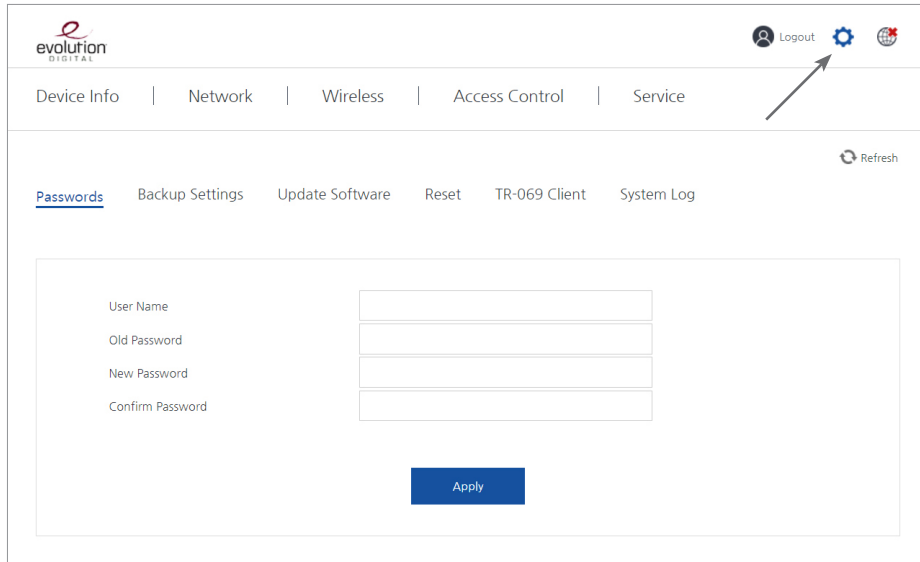 evolution
DIGITAL
Logout
Device Info | Network | Wireless | Access Control | Service
Refresh
Passwords Backup Settings Update Software Reset TR-069 Client System Log
User Name
Old Password
New Password
Confirm Password
Apply